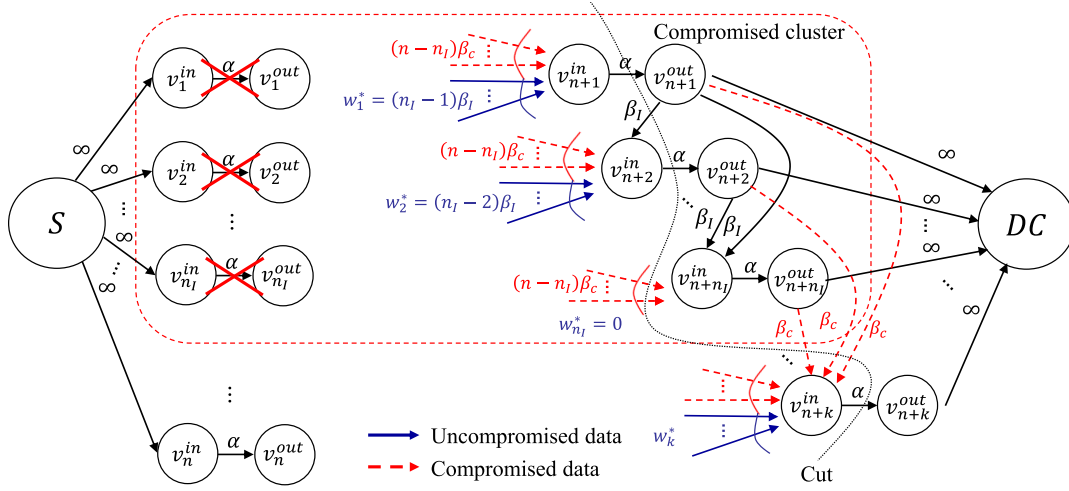 Compromised cluster
S
∞
∞
∞
∞
...
...
v_1^{in}
α
v_1^{out}
v_2^{in}
α
v_2^{out}
⋮
v_{n_I}^{in}
α
v_{n_I}^{out}
⋮
v_n^{in}
α
v_n^{out}
(n − n_I)β_c ⋮
w_1^* = (n_I − 1)β_I ⋮
v_{n+1}^{in}
α
v_{n+1}^{out}
β_I
(n − n_I)β_c ⋮
w_2^* = (n_I − 2)β_I ⋮
v_{n+2}^{in}
α
v_{n+2}^{out}
...
β_I
β_I
(n − n_I)β_c ⋮
w_{n_I}^* = 0
v_{n+n_I}^{in}
α
v_{n+n_I}^{out}
β_c
β_c
β_c
...
⋮
w_k^* ⋮
v_{n+k}^{in}
α
v_{n+k}^{out}
∞
∞
...
∞
...
∞
DC
Uncompromised data
Compromised data
Cut